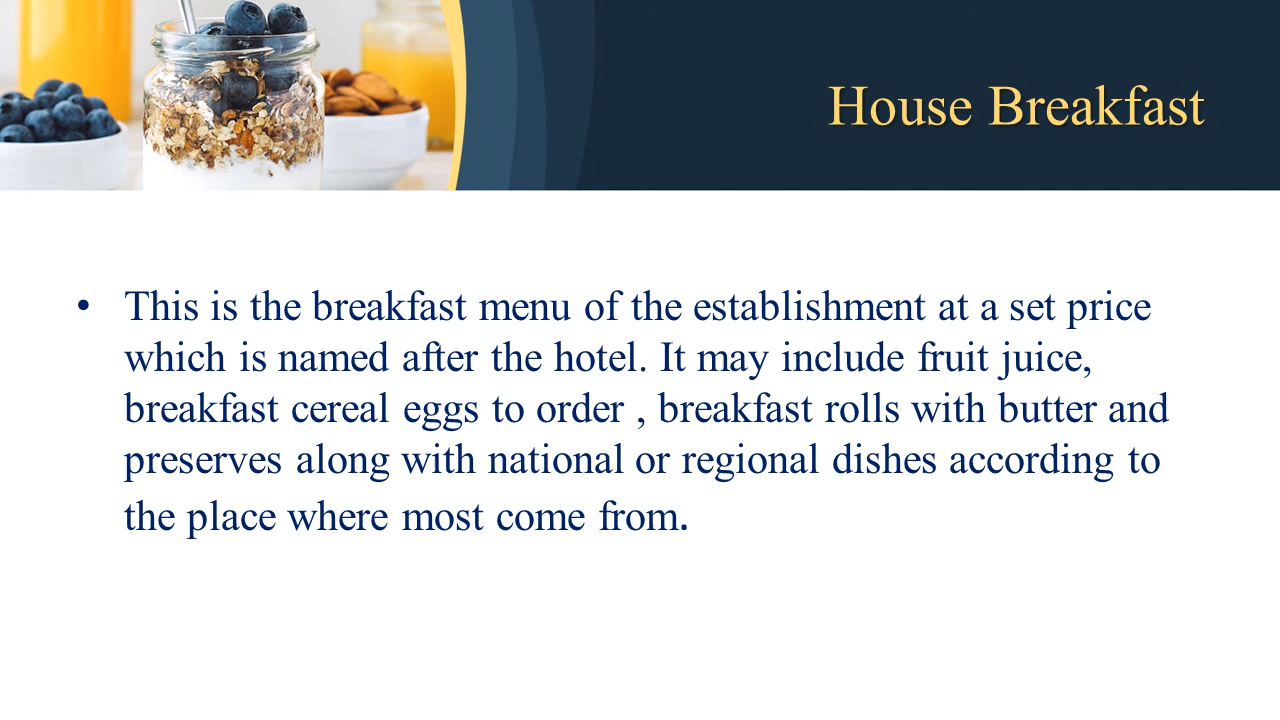 House Breakfast
• This is the breakfast menu of the establishment at a set price
which is named after the hotel. It may include fruit juice,
breakfast cereal eggs to order , breakfast rolls with butter and
preserves along with national or regional dishes according to
the place where most come from.